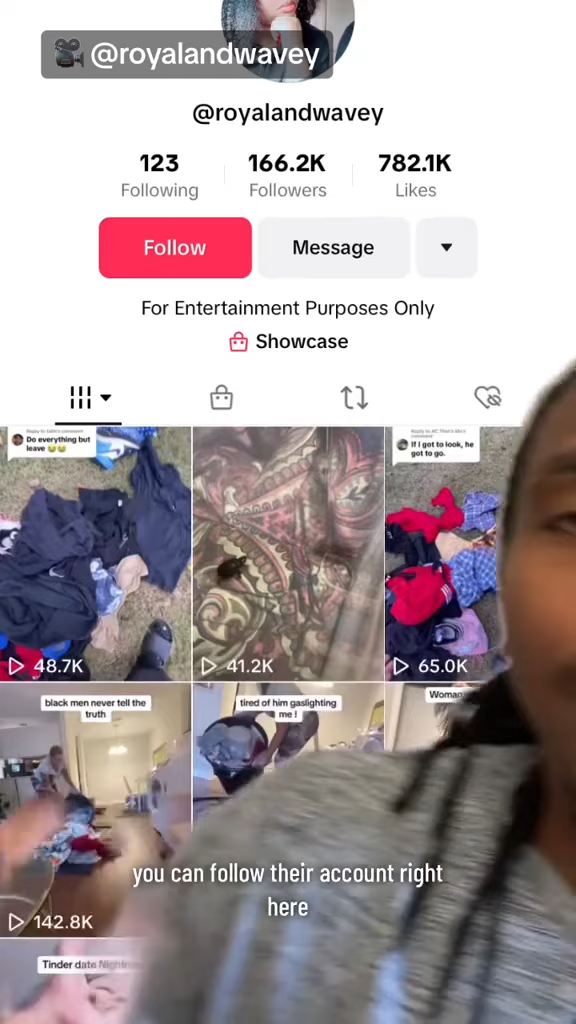 @royalandwavey
@royalandwavey
123
Following
166.2K
Followers
782.1K
Likes
Follow
Message
For Entertainment Purposes Only
Showcase
Do everything but
leave 😂😂
If I got to look, he
got to go.
48.7K
41.2K
65.0K
black men never tell the
truth
tired of him gaslighting
me !
142.8K
you can follow their account right
here
Tinder date